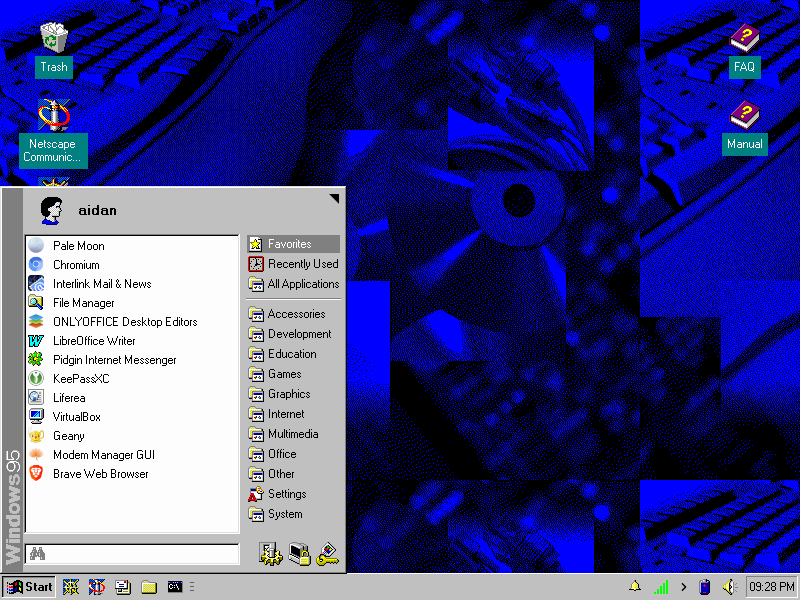 Trash
FAQ
Netscape
Communic...
Manual
aidan
Pale Moon
Chromium
Interlink Mail & News
File Manager
ONLYOFFICE Desktop Editors
LibreOffice Writer
Pidgin Internet Messenger
KeePassXC
Liferea
VirtualBox
Geany
Modem Manager GUI
Brave Web Browser
Favorites
Recently Used
All Applications
Accessories
Development
Education
Games
Graphics
Internet
Multimedia
Office
Other
Settings
System
Windows95
Start
09:28 PM